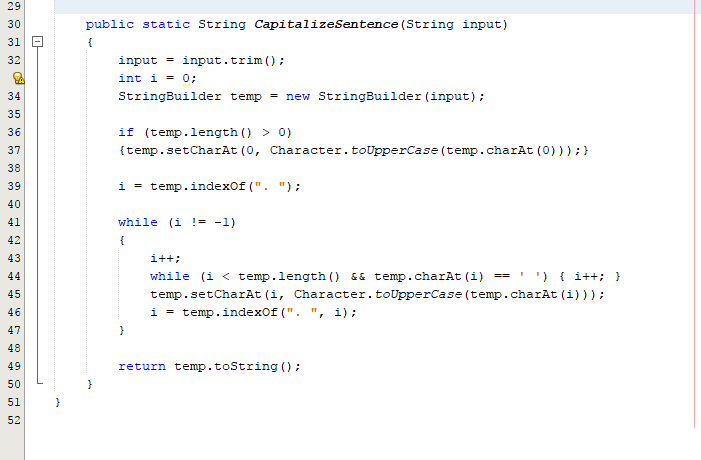 29
30 public static String CapitalizeSentence(String input)
31 {
32 input = input.trim();
int i = 0;
34 StringBuilder temp = new StringBuilder(input);
35
36 if (temp.length() > 0)
37 {temp.setCharAt(0, Character.toUpperCase(temp.charAt(0)));}
38
39 i = temp.indexOf(". ");
40
41 while (i != -1)
42 {
43 i++;
44 while (i < temp.length() && temp.charAt(i) == ' ') { i++; }
45 temp.setCharAt(i, Character.toUpperCase(temp.charAt(i)));
46 i = temp.indexOf(". ", i);
47 }
48
49 return temp.toString();
50 }
51 }
52